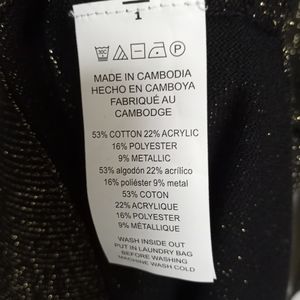 1
30C
P
MADE IN CAMBODIA
HECHO EN CAMBOYA
FABRIQUÉ AU
CAMBODGE
53% COTTON 22% ACRYLIC
16% POLYESTER
9% METALLIC
53% algodón 22% acrílico
16% poliéster 9% metal
53% COTON
22% ACRYLIQUE
16% POLYESTER
9% MÉTALLIQUE
WASH INSIDE OUT
PUT IN LAUNDRY BAG
BEFORE WASHING
MACHINE WASH COLD